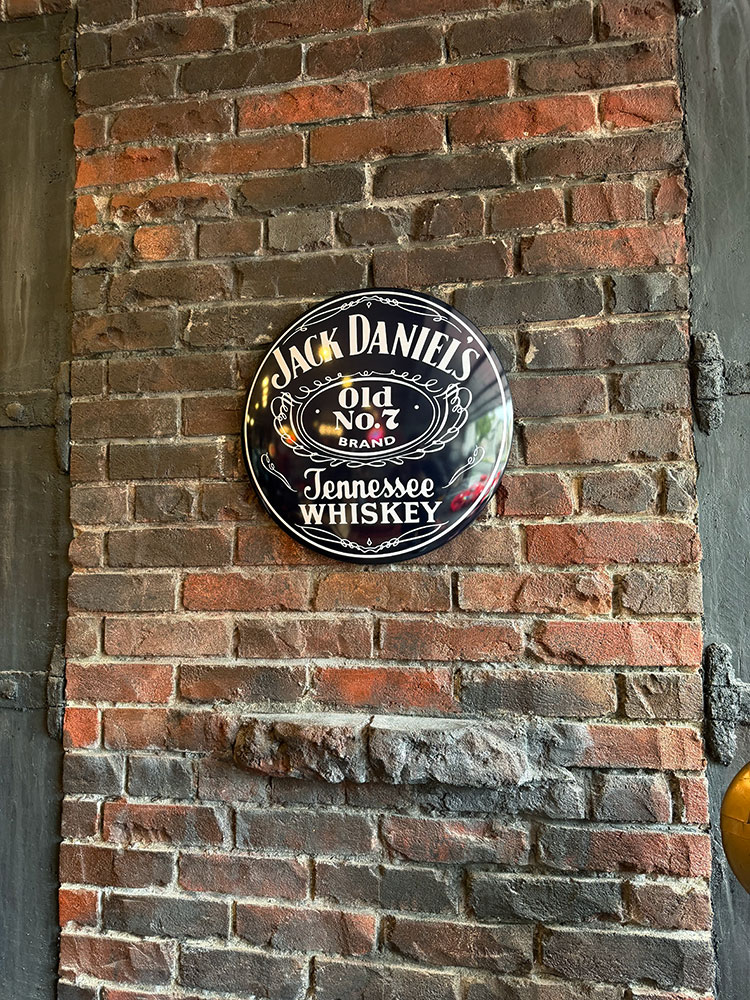 JACK DANIEL'S
Old
No.7
BRAND
Tennessee
WHISKEY